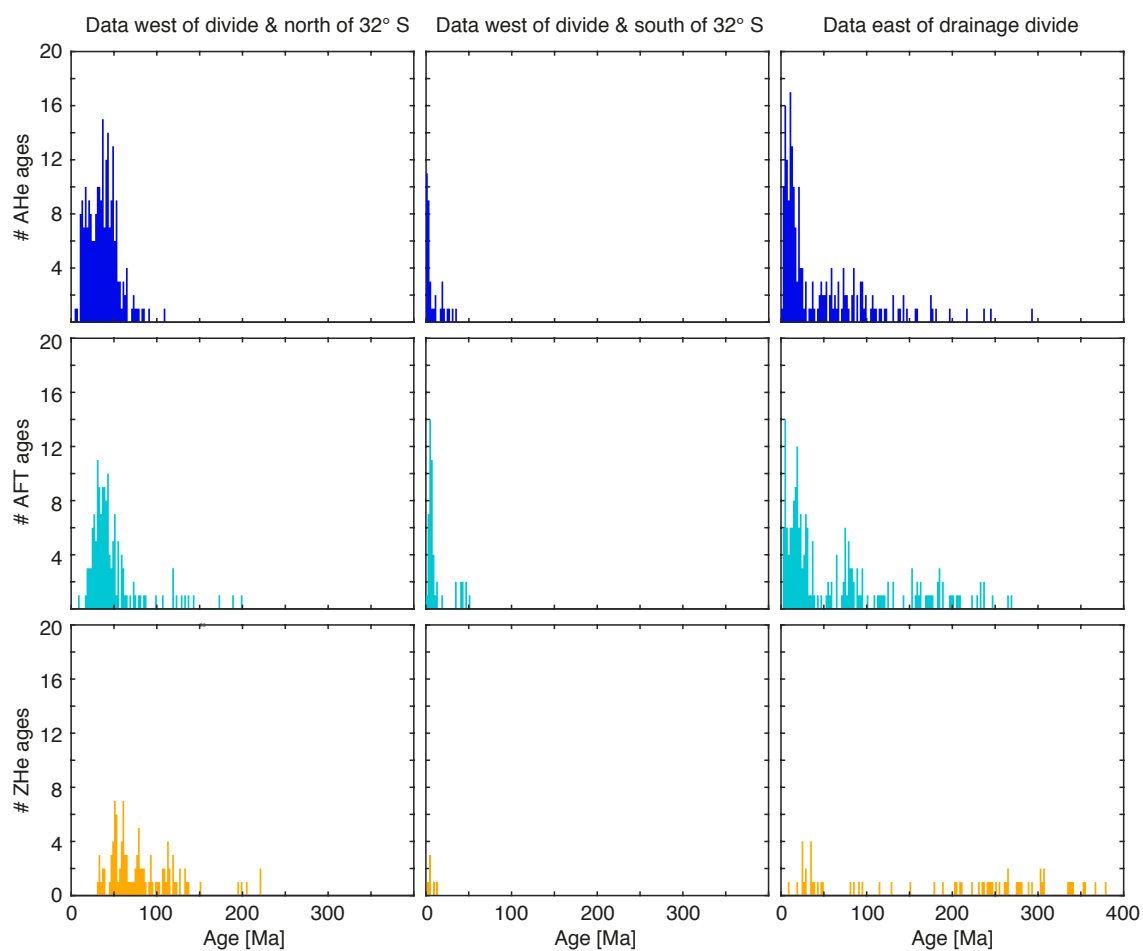 Data west of divide & north of 32° S
Data west of divide & south of 32° S
Data east of drainage divide
20
16
12
8
4
# AHe ages
20
16
12
8
4
# AFT ages
20
16
12
8
4
0
# ZHe ages
0 100 200 300
0 100 200 300
0 100 200 300 400
Age [Ma]
Age [Ma]
Age [Ma]